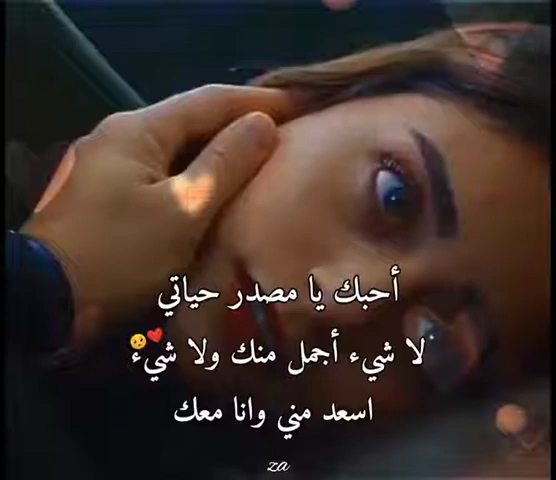 أحبك يا مصدر حياتي
لا شيء أجمل منك ولا شيء🥺❤️
اسعد مني وانا معك
za